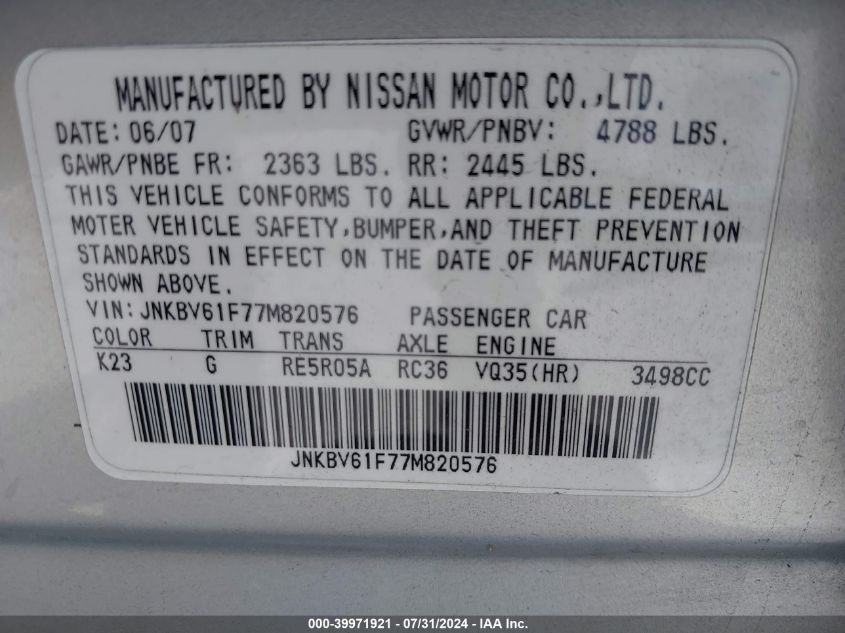 MANUFACTURED BY NISSAN MOTOR CO.,LTD.
DATE: 06/07 GVWR/PNBV: 4788 LBS.
GAWR/PNBE FR: 2363 LBS. RR: 2445 LBS.
THIS VEHICLE CONFORMS TO ALL APPLICABLE FEDERAL
MOTER VEHICLE SAFETY,BUMPER,AND THEFT PREVENTION
STANDARDS IN EFFECT ON THE DATE OF MANUFACTURE
SHOWN ABOVE.
VIN:JNKBV61F77M820576 PASSENGER CAR
COLOR TRIM TRANS AXLE ENGINE
K23 G RE5R05A RC36 VQ35(HR) 3498CC
JNKBV61F77M820576
000-39971921 - 07/31/2024 - IAA Inc.